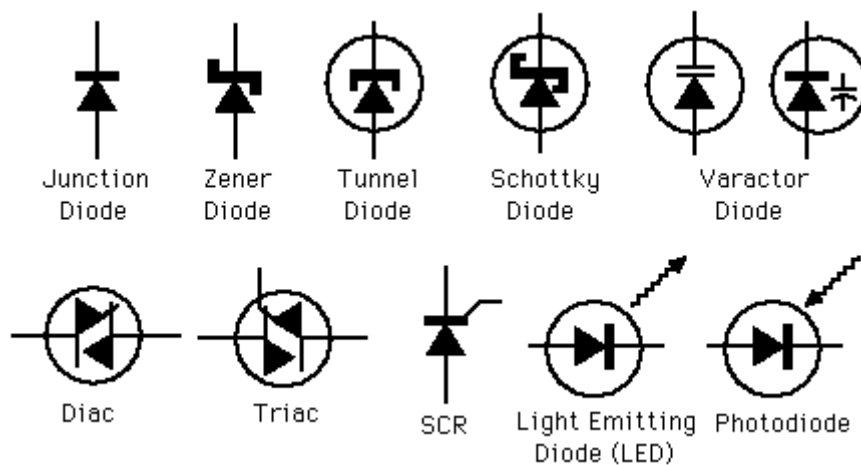 Junction
Diode
Zener
Diode
Tunnel
Diode
Schottky
Diode
Varactor
Diode
Diac
Triac
SCR
Light Emitting
Diode (LED)
Photodiode